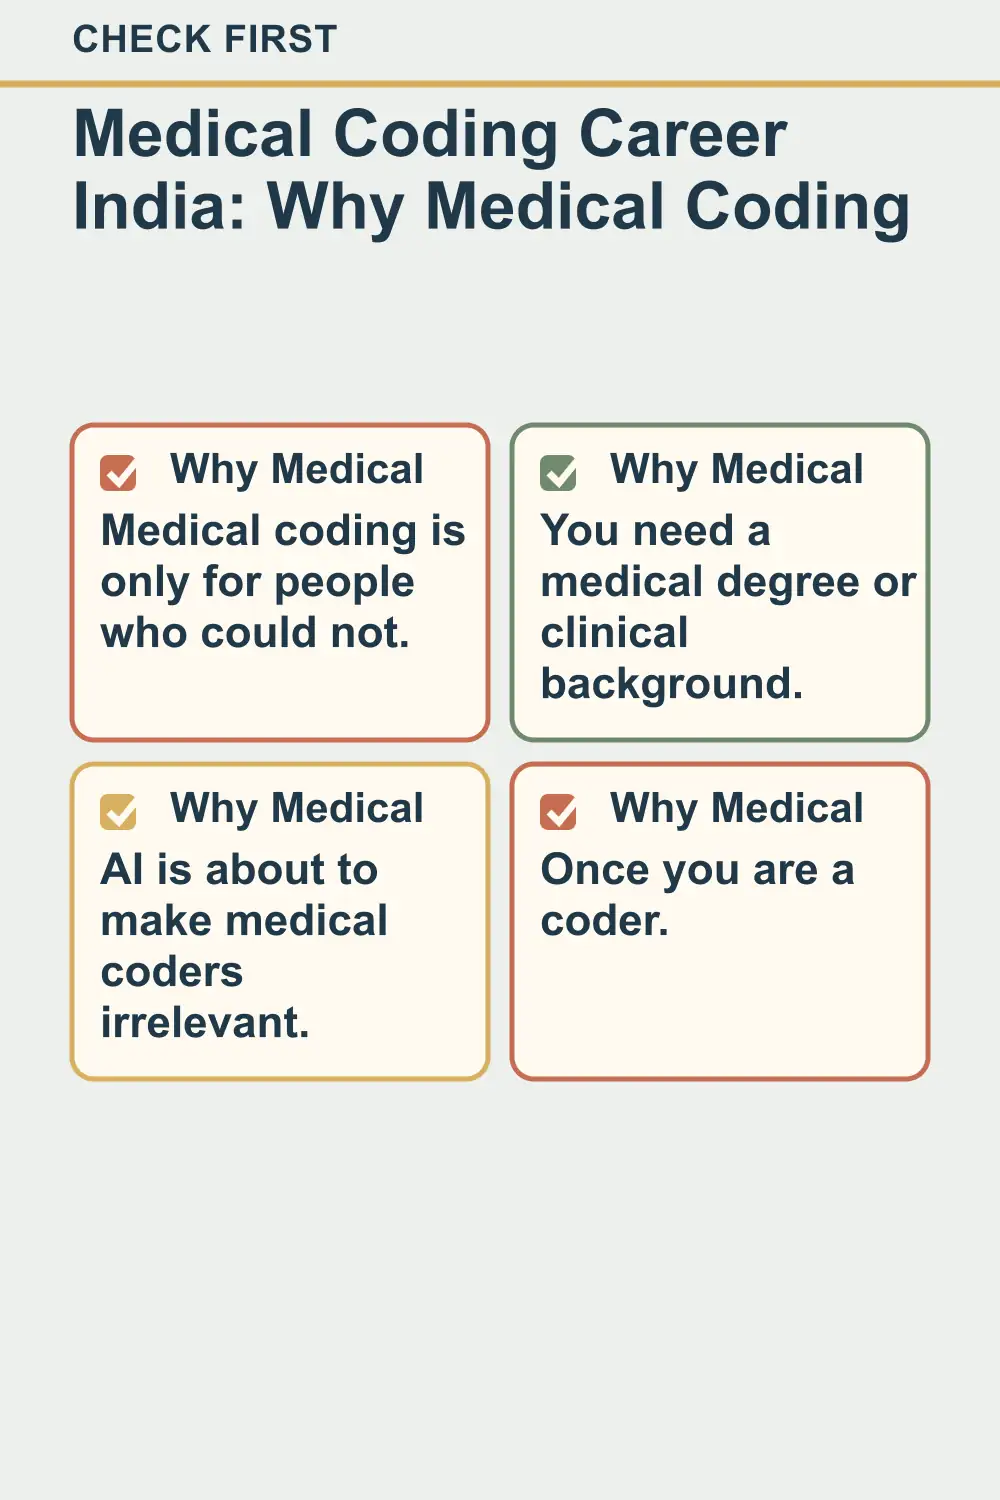 CHECK FIRST
Medical Coding Career
India: Why Medical Coding
Why Medical
Medical coding is
only for people
who could not.
Why Medical
You need a
medical degree or
clinical
background.
Why Medical
AI is about to
make medical
coders
irrelevant.
Why Medical
Once you are a
coder.